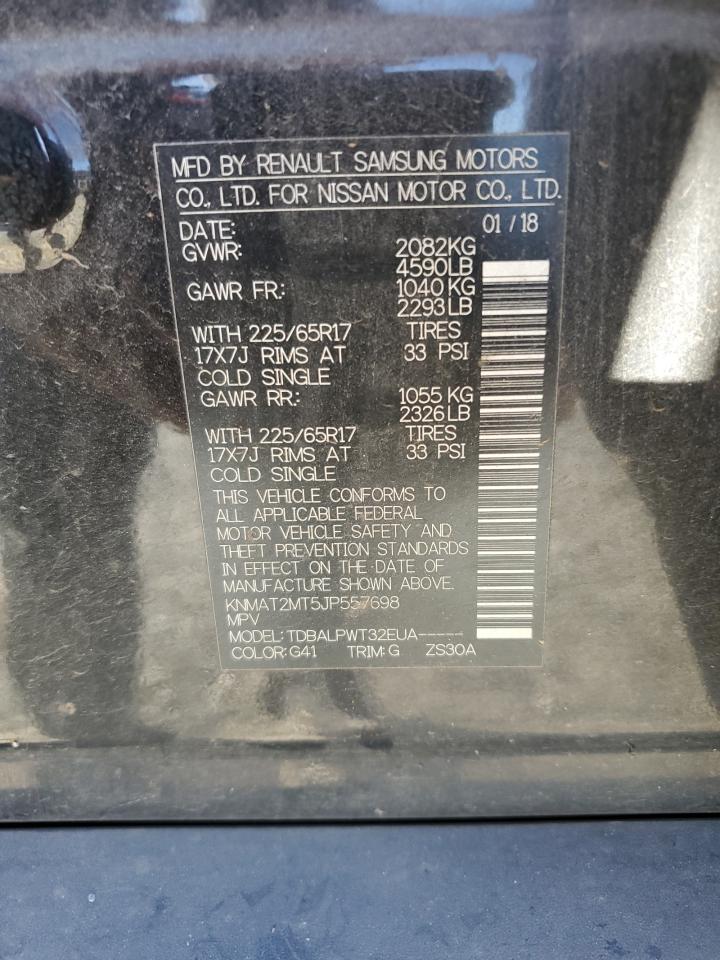 MFD BY RENAULT SAMSUNG MOTORS
CO., LTD. FOR NISSAN MOTOR CO., LTD.
DATE: 01 / 18
GVWR: 2082KG
4590LB
GAWR FR.: 1040 KG
2293 LB
WITH 225/65R17 TIRES
17X7J RIMS AT 33 PSI
COLD SINGLE
GAWR RR.: 1055 KG
2326 LB
WITH 225/65R17 TIRES
17X7J RIMS AT 33 PSI
COLD SINGLE
THIS VEHICLE CONFORMS TO
ALL APPLICABLE FEDERAL
MOTOR VEHICLE SAFETY AND
THEFT PREVENTION STANDARDS
IN EFFECT ON THE DATE OF
MANUFACTURE SHOWN ABOVE.
KNMAT2MT5JP557698
MPV
MODEL: TDBALPWT32EUA-----
COLOR: G41 TRIM: G ZS30A